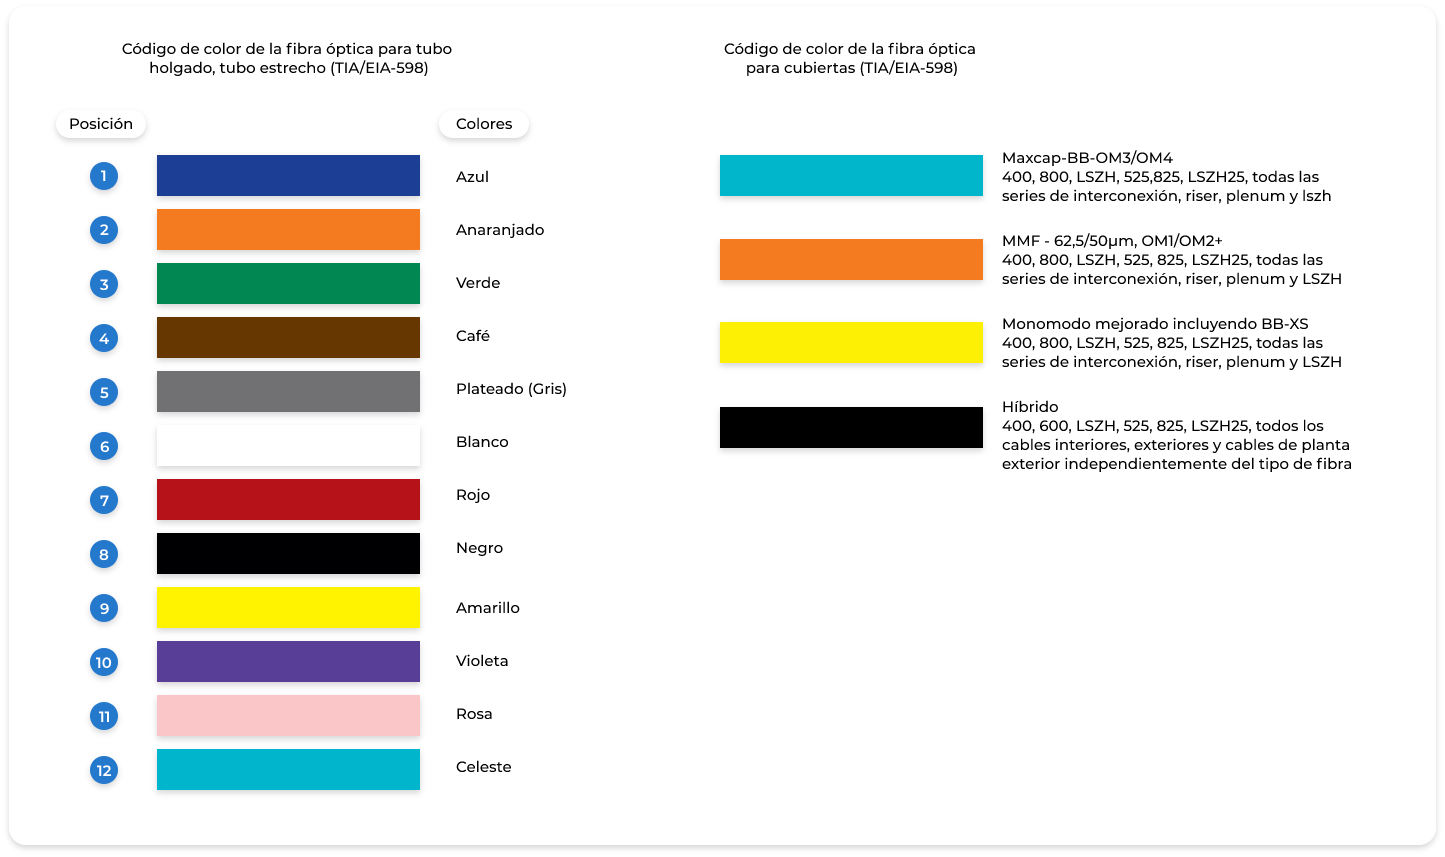 Código de color de la fibra óptica para tubo
holgado, tubo estrecho (TIA/EIA-598)
Posición
Colores
1
Azul
2
Anaranjado
3
Verde
4
Café
5
Plateado (Gris)
6
Blanco
7
Rojo
8
Negro
9
Amarillo
10
Violeta
11
Rosa
12
Celeste
Código de color de la fibra óptica
para cubiertas (TIA/EIA-598)
Maxcap-BB-OM3/OM4
400, 800, LSZH, 525,825, LSZH25, todas las
series de interconexión, riser, plenum y lszh
MMF - 62,5/50µm, OM1/OM2+
400, 800, LSZH, 525, 825, LSZH25, todas las
series de interconexión, riser, plenum y LSZH
Monomodo mejorado incluyendo BB-XS
400, 800, LSZH, 525, 825, LSZH25, todas las
series de interconexión, riser, plenum y LSZH
Híbrido
400, 600, LSZH, 525, 825, LSZH25, todos los
cables interiores, exteriores y cables de planta
exterior independientemente del tipo de fibra